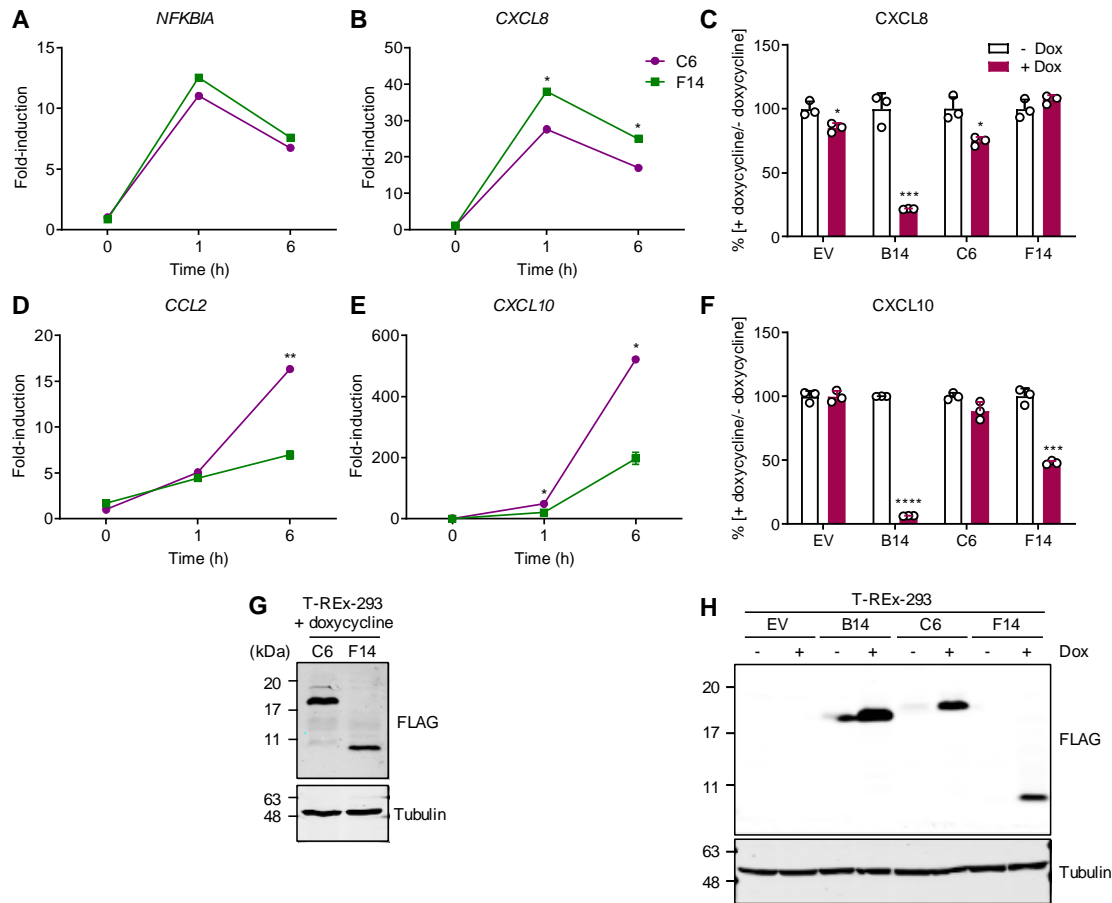 A
NFKBIA
Fold-induction
15
10
5
0
0 1 6
Time (h)
B
CXCL8
Fold-induction
50
40
30
20
10
0
* *
0 1 6
Time (h)
C6
F14
C
CXCL8
% [+ doxycycline/- doxycycline]
150
100
50
0
- Dox
+ Dox
* *** *
EV B14 C6 F14
D
CCL2
Fold-induction
20
15
10
5
0
**
0 1 6
Time (h)
E
CXCL10
Fold-induction
600
400
200
0
* *
0 1 6
Time (h)
F
CXCL10
% [+ doxycycline/- doxycycline]
150
100
50
0
**** ***
EV B14 C6 F14
G
T-REx-293
+ doxycycline
(kDa) C6 F14
20
17
11
FLAG
63
48
Tubulin
H
T-REx-293
EV B14 C6 F14
- + - + - + - + Dox
20
17
11
FLAG
63
48
Tubulin